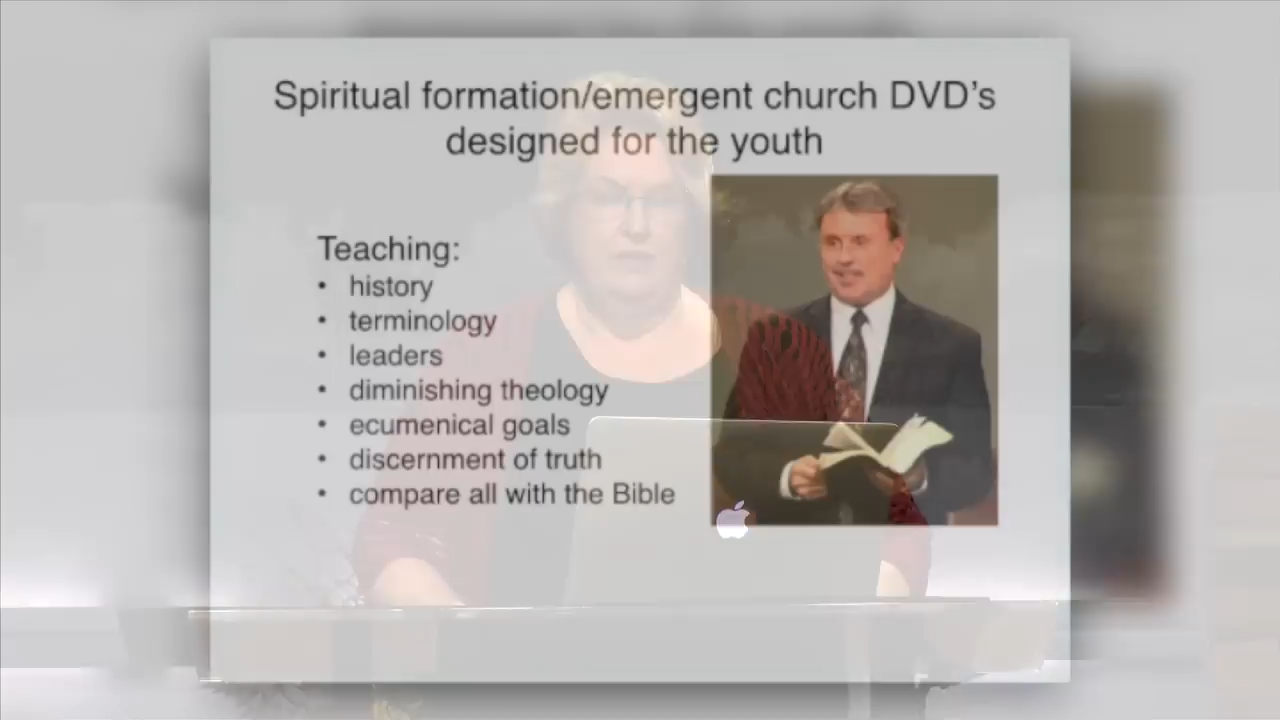 Spiritual formation/emergent church DVD's
designed for the youth
Teaching:
• history
• terminology
• leaders
• diminishing theology
• ecumenical goals
• discernment of truth
• compare all with the Bible